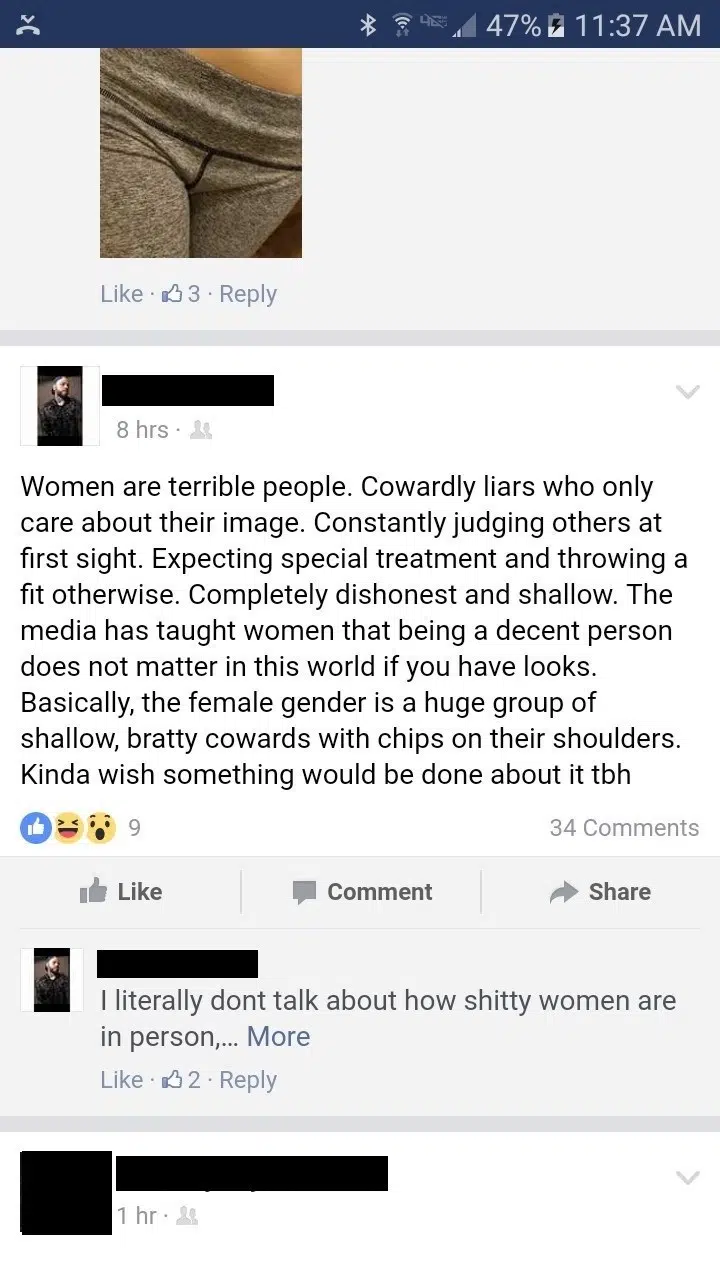 47% 11:37 AM
Like · 3 · Reply
8 hrs ·
Women are terrible people. Cowardly liars who only
care about their image. Constantly judging others at
first sight. Expecting special treatment and throwing a
fit otherwise. Completely dishonest and shallow. The
media has taught women that being a decent person
does not matter in this world if you have looks.
Basically, the female gender is a huge group of
shallow, bratty cowards with chips on their shoulders.
Kinda wish something would be done about it tbh
9 34 Comments
Like Comment Share
I literally dont talk about how shitty women are
in person,... More
Like · 2 · Reply
1 hr ·